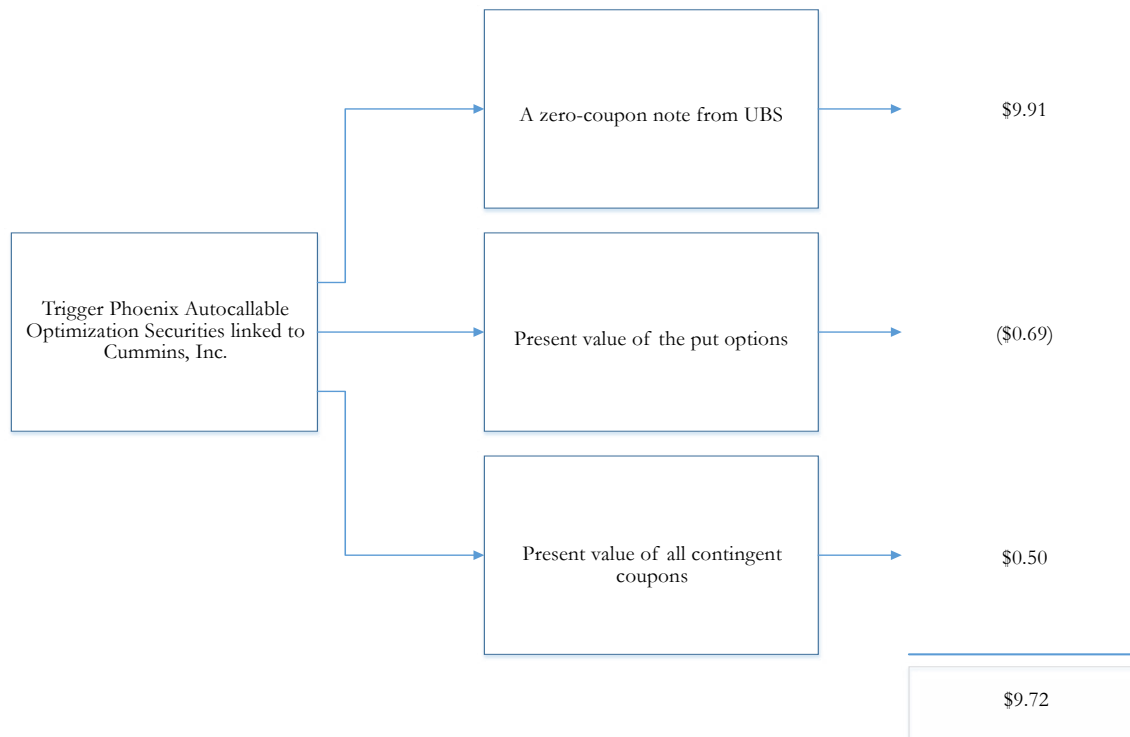 A zero-coupon note from UBS
$9.91
Trigger Phoenix Autocallable
Optimization Securities linked to
Cummins, Inc.
Present value of the put options
($0.69)
Present value of all contingent
coupons
$0.50
$9.72